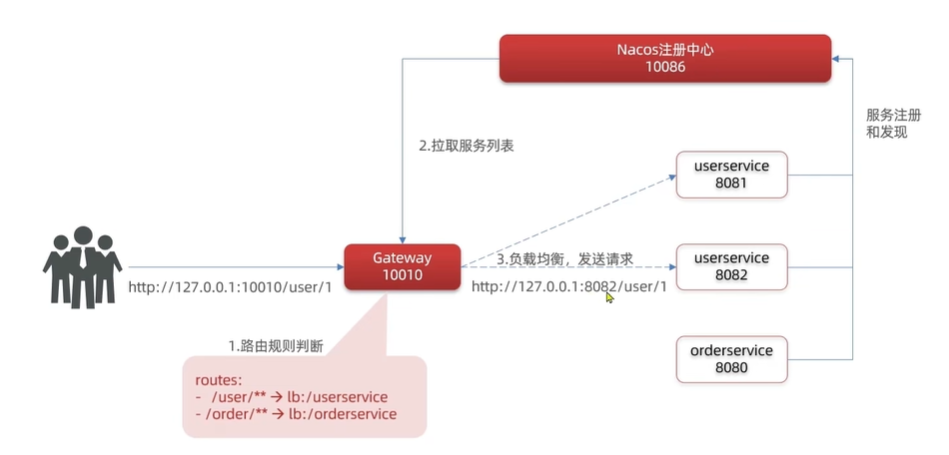 Nacos注册中心
10086
服务注册
和发现
2.拉取服务列表
userservice
8081
Gateway
10010
3.负载均衡，发送请求
userservice
8082
http://127.0.0.1:10010/user/1
http://127.0.0.1:8082/user/1
1.路由规则判断
orderservice
8080
routes:
- /user/** → lb:/userservice
- /order/** → lb:/orderservice